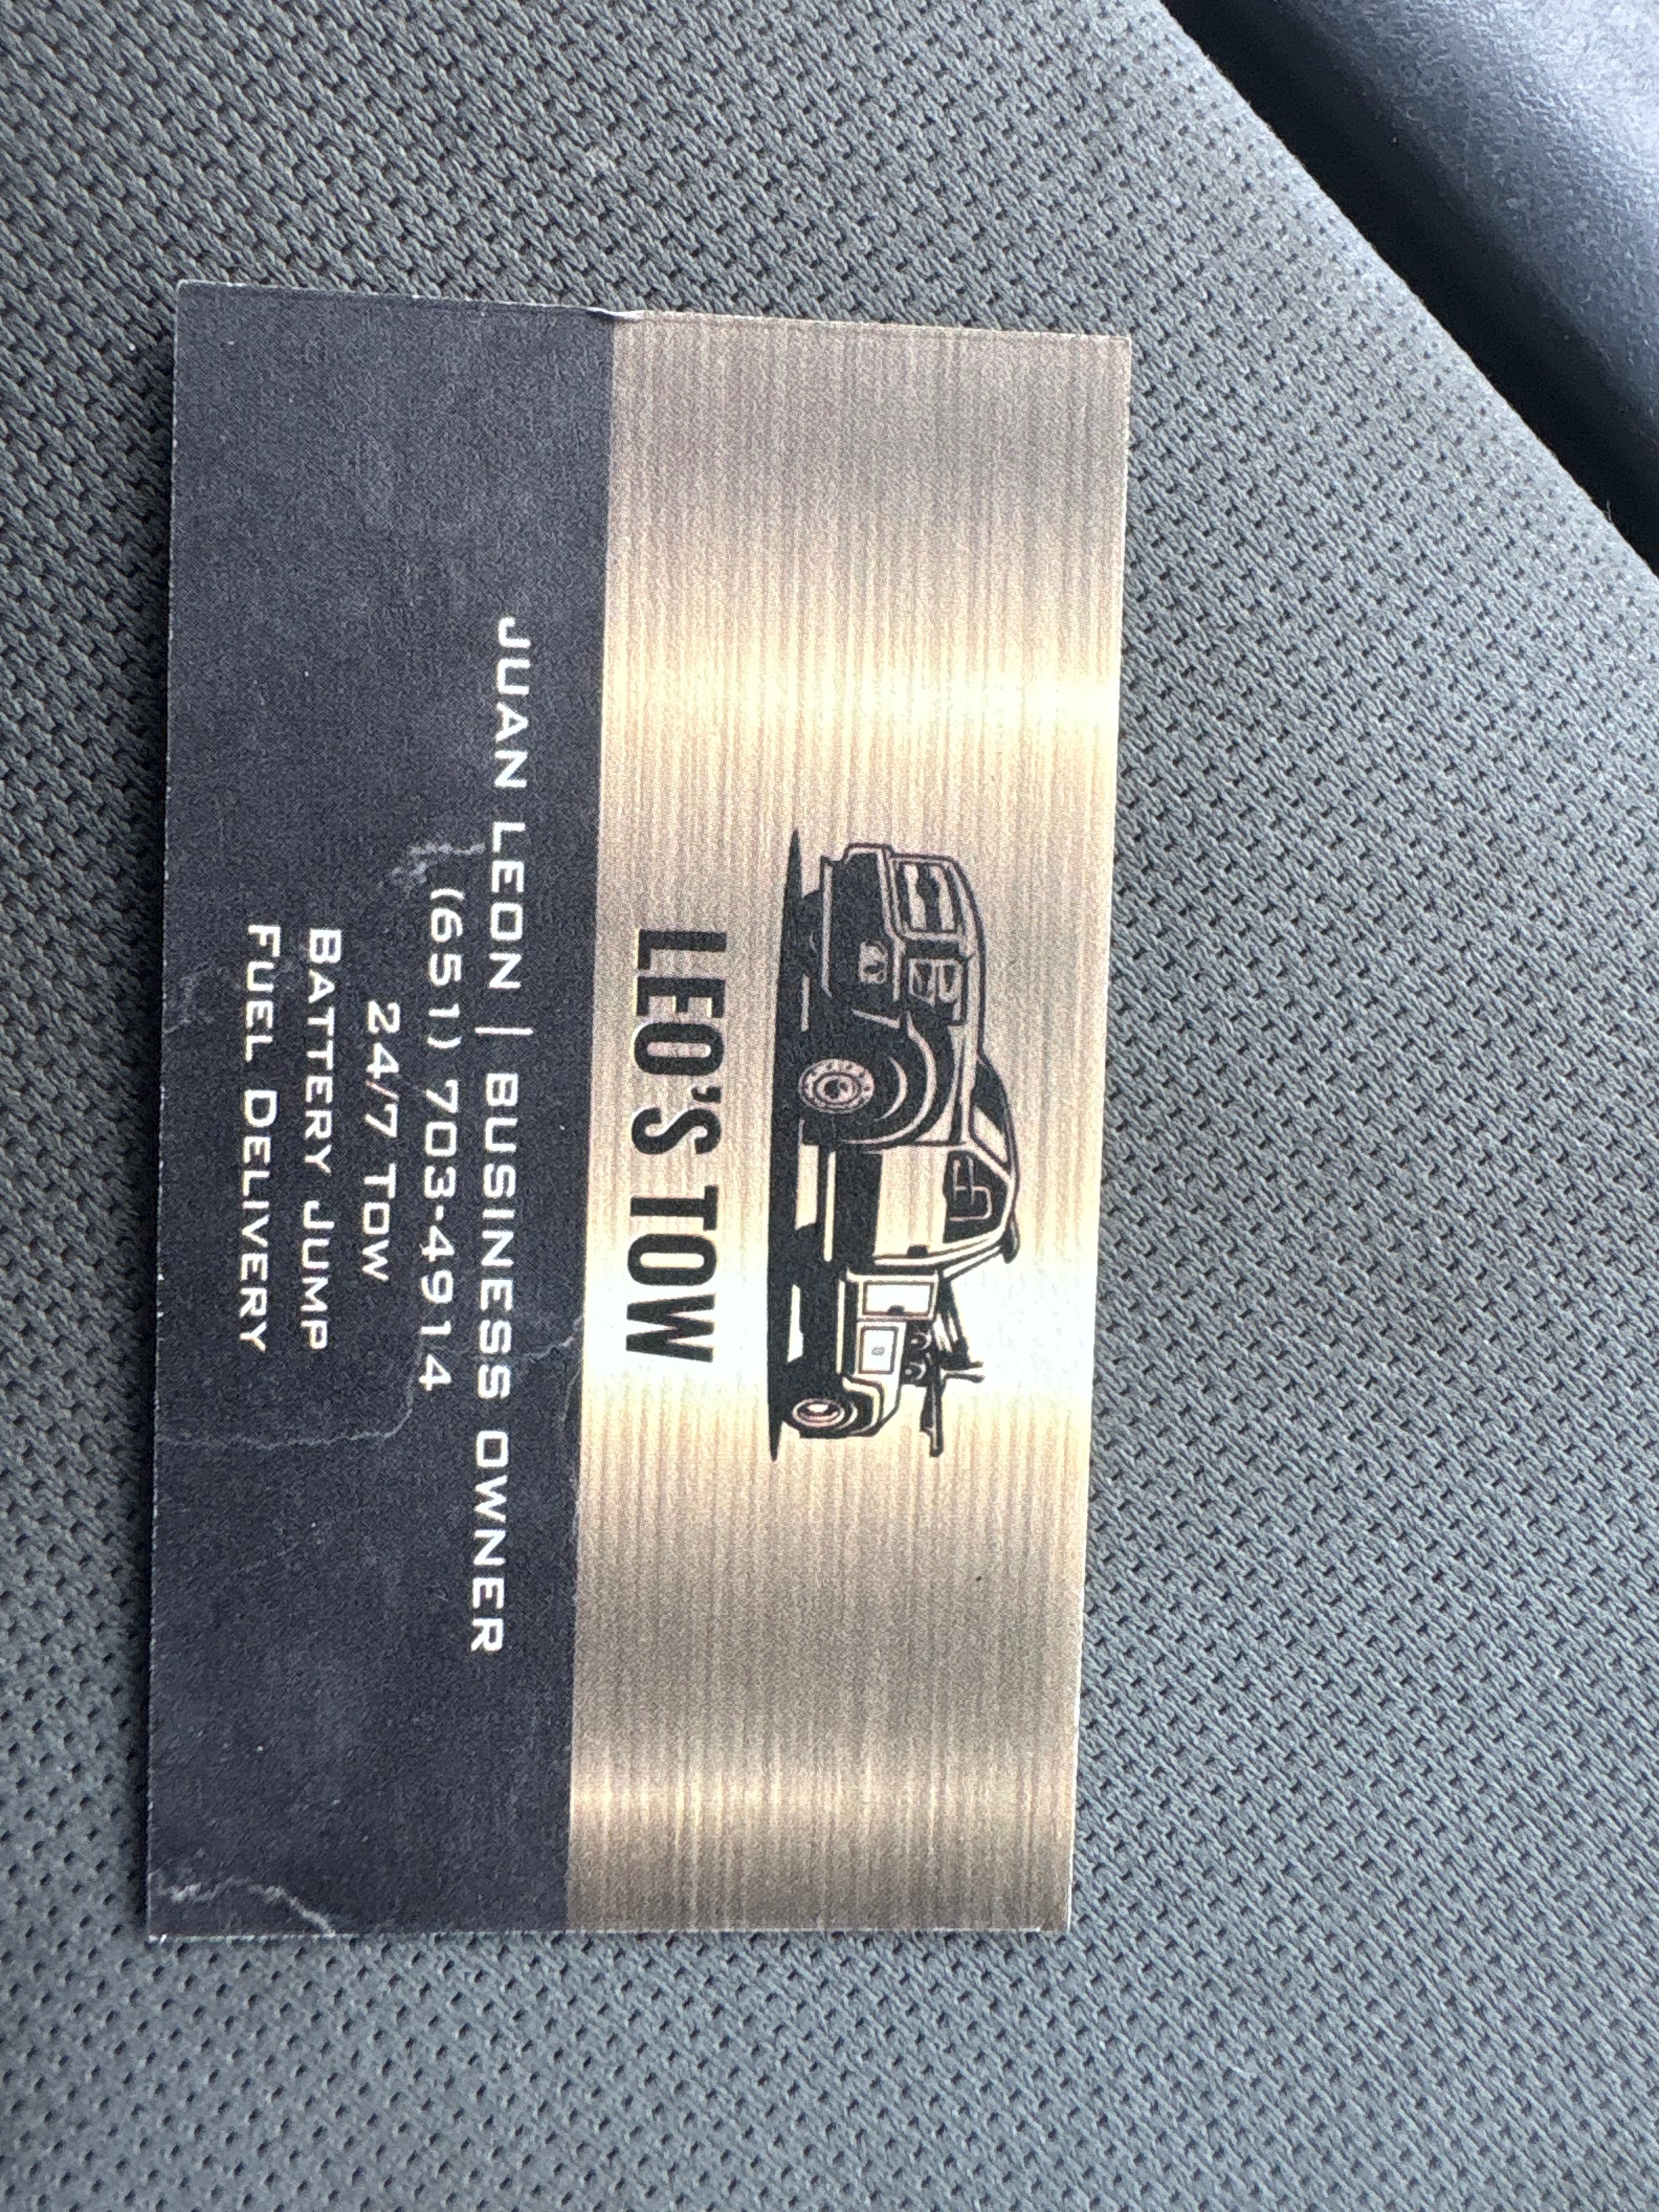 LEO'S TOW
JUAN LEON | BUSINESS OWNER
(651) 703-4914
24/7 TOW
BATTERY JUMP
FUEL DELIVERY